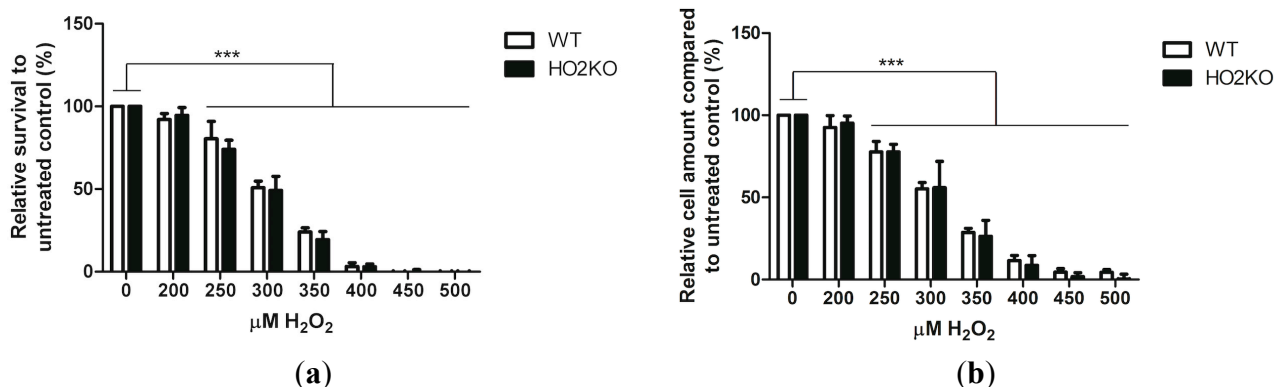 150
100
50
0
Relative survival to
untreated control (%)
***
WT
HO2KO
0 200 250 300 350 400 450 500
μM H₂O₂
(a)
150
100
50
0
Relative cell amount compared
to untreated control (%)
***
WT
HO2KO
0 200 250 300 350 400 450 500
μM H₂O₂
(b)